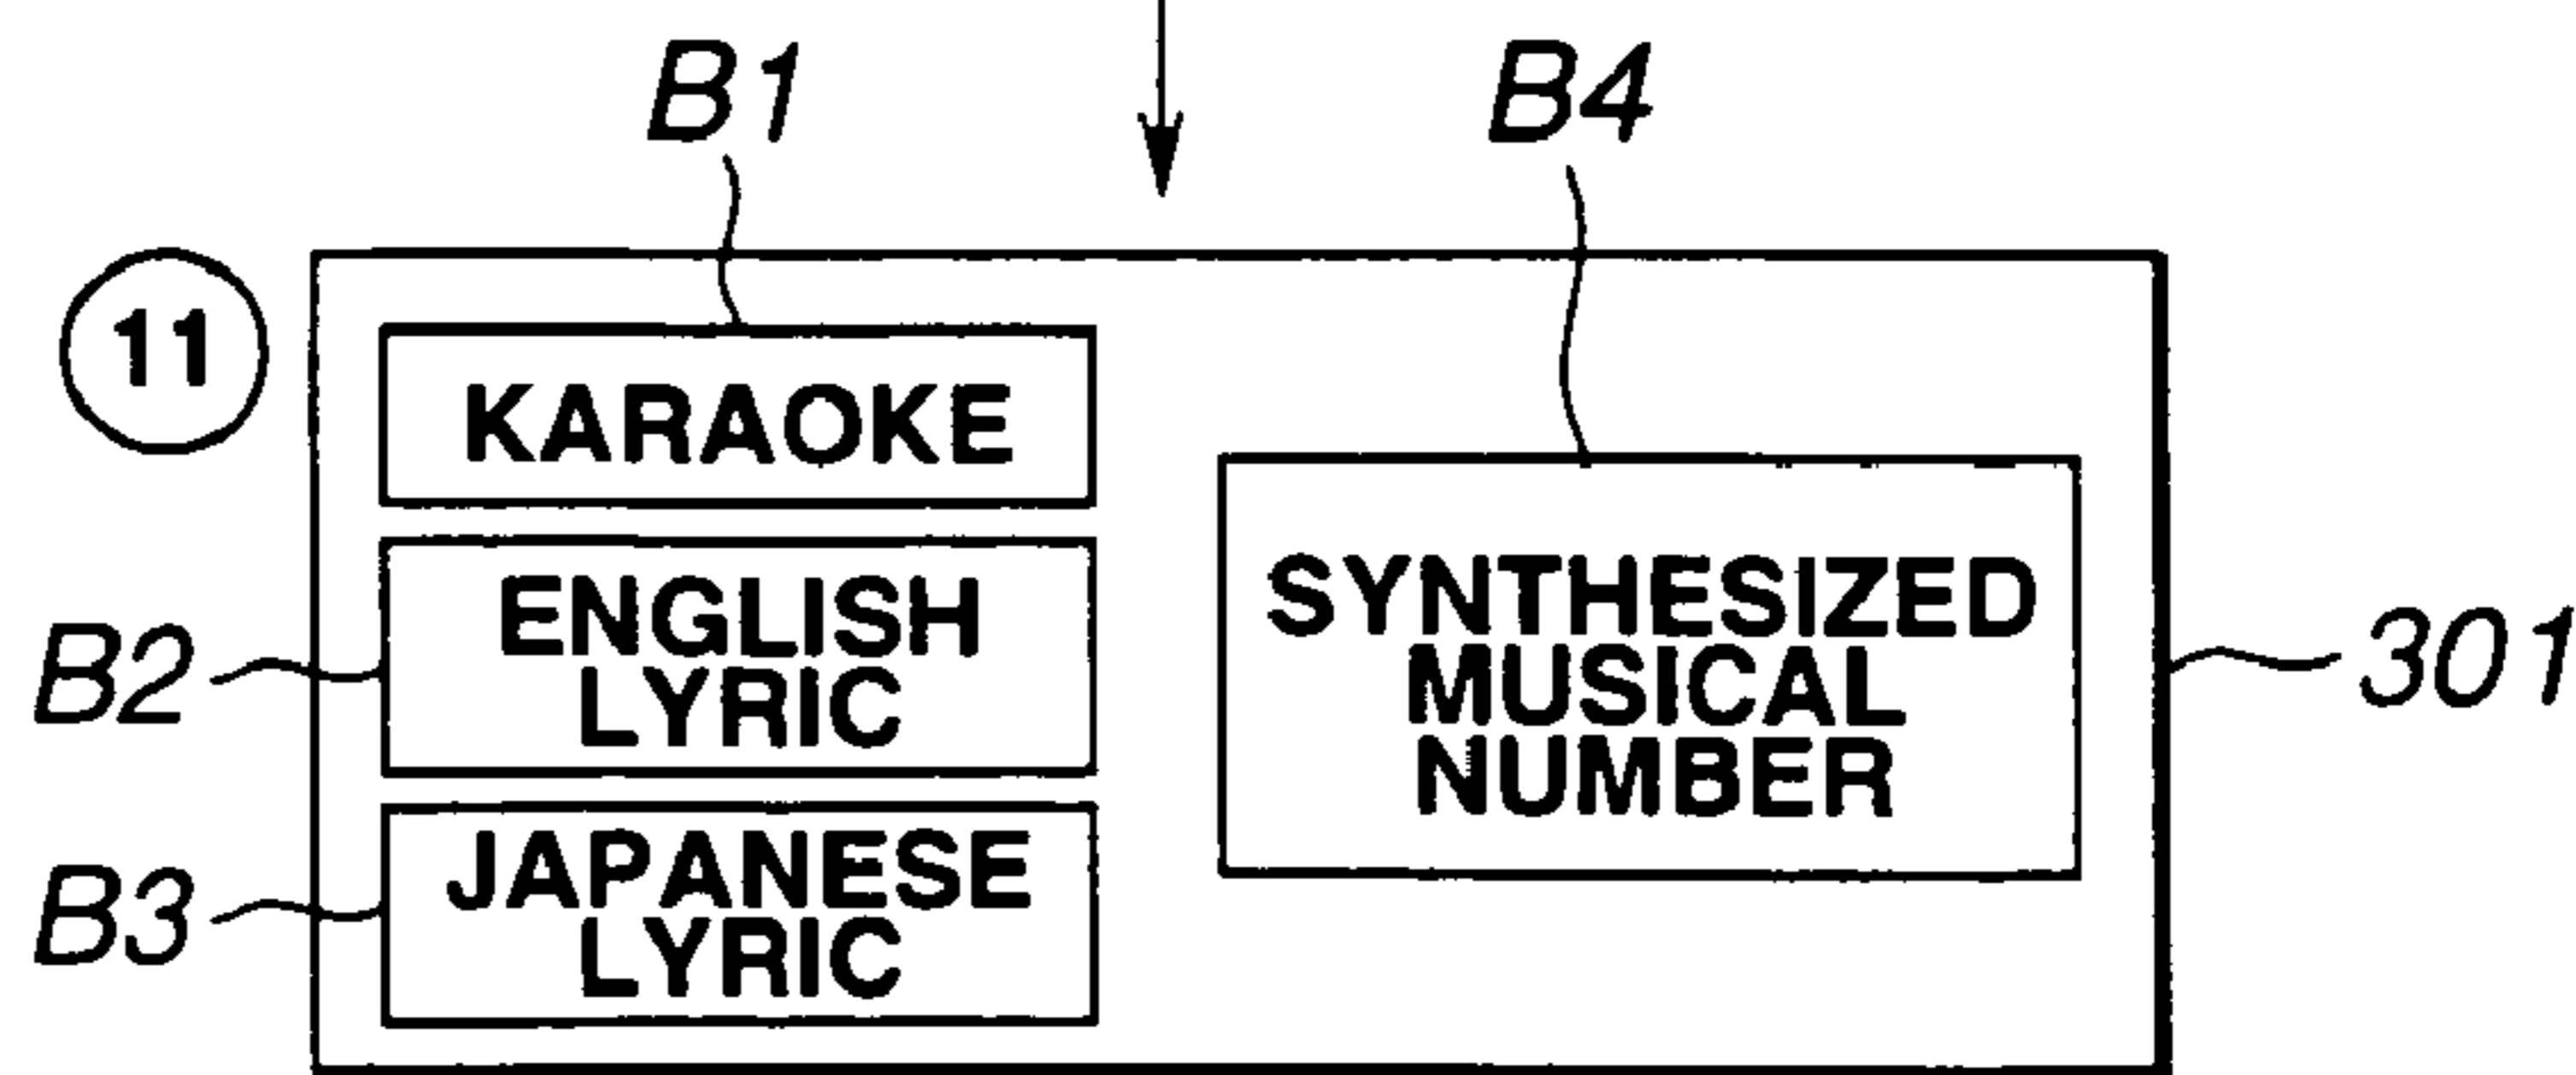 B1
B4
11
KARAOKE
ENGLISH
LYRIC
JAPANESE
LYRIC
SYNTHESIZED
MUSICAL
NUMBER
B2
B3
301